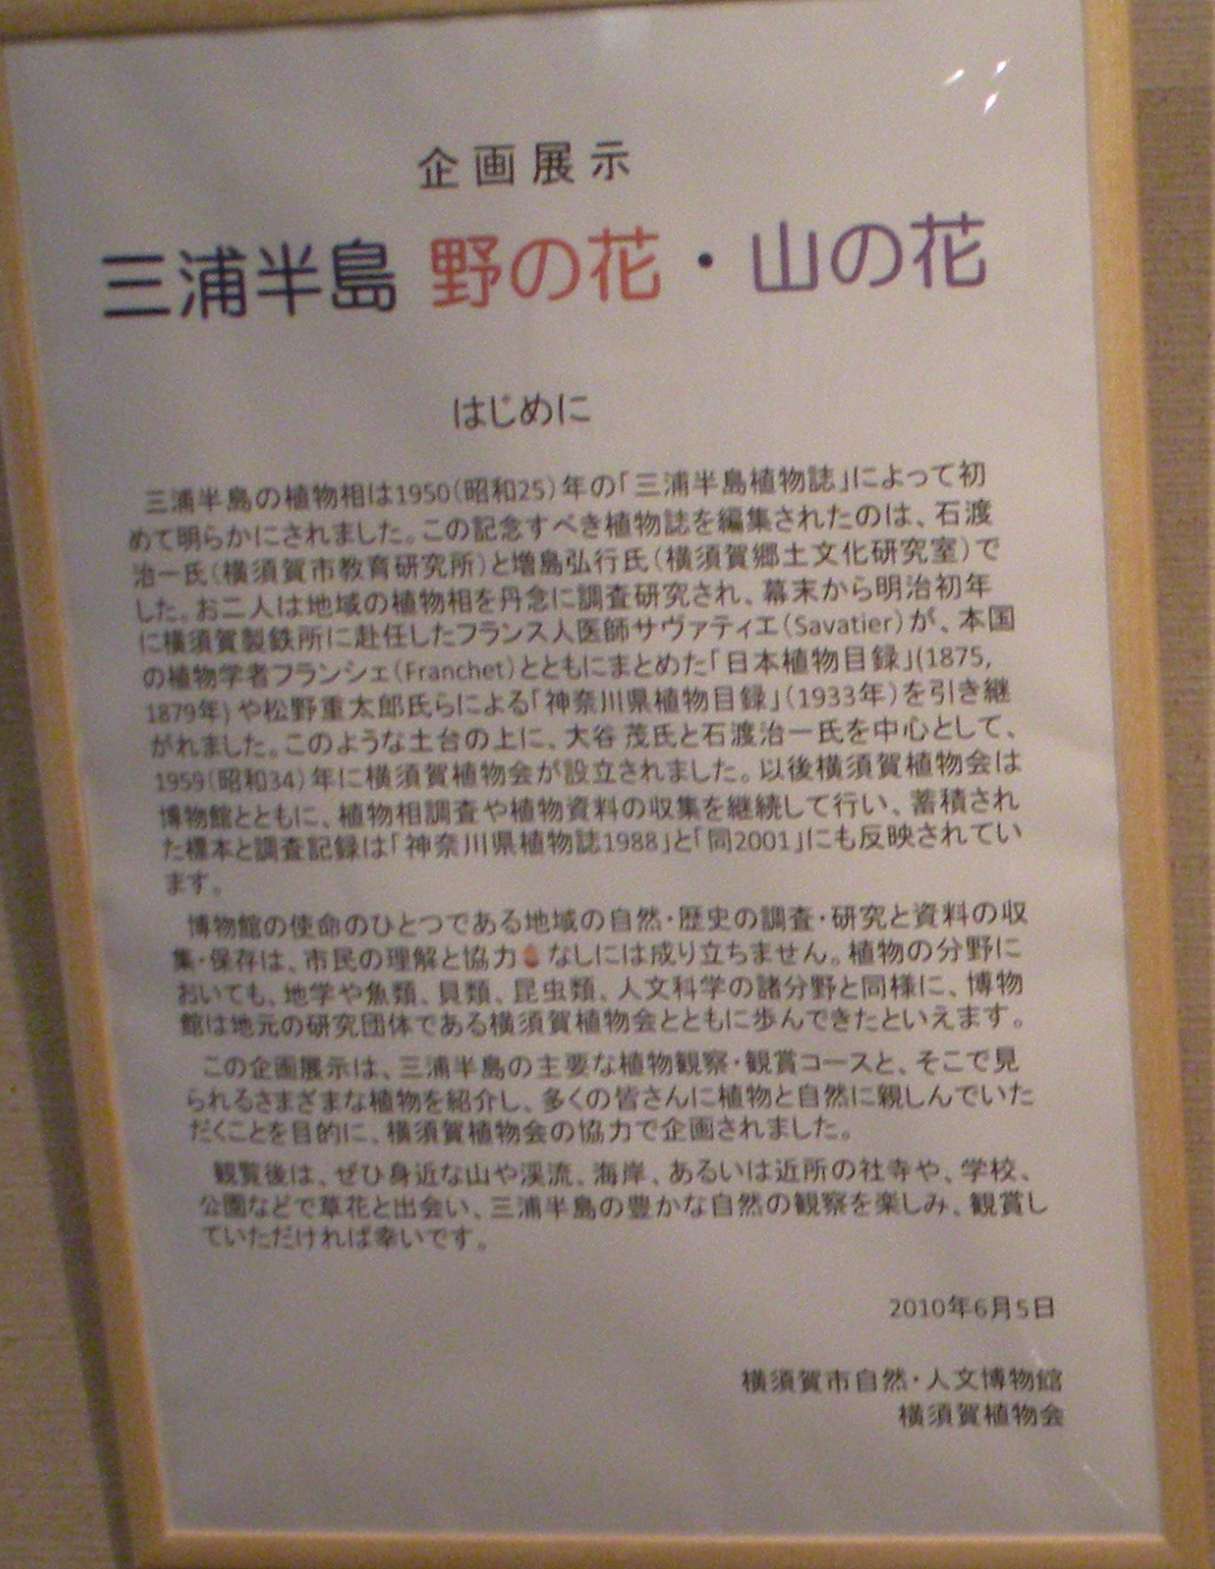 企画展示
三浦半島 野の花・山の花
はじめに
三浦半島の植物相は1950(昭和25)年の「三浦半島植物誌」によって初
めて明らかにされました。この記念すべき植物誌を編集されたのは、石渡
治一氏(横須賀市教育研究所)と増島弘行氏(横須賀郷土文化研究室)で
した。お二人は地域の植物相を丹念に調査研究され、幕末から明治初年
に横須賀製鉄所に赴任したフランス人医師サヴァティエ(Savatier)が、本国
の植物学者フランシェ(Franchet)とともにまとめた「日本植物目録」(1875,
1879年)や松野重太郎氏らによる「神奈川県植物目録」(1933年)を引き継
がれました。このような土台の上に、大谷 茂氏と石渡治一氏を中心として、
1959(昭和34)年に横須賀植物会が設立されました。以後横須賀植物会は
博物館とともに、植物相調査や植物資料の収集を継続して行い、蓄積され
た標本と調査記録は「神奈川県植物誌1988」と「同2001」にも反映されてい
ます。
博物館の使命のひとつである地域の自然・歴史の調査・研究と資料の収
集・保存は、市民の理解と協力なしには成り立ちません。植物の分野に
おいても、地学や魚類、貝類、昆虫類、人文科学の諸分野と同様に、博物
館は地元の研究団体である横須賀植物会とともに歩んできたといえます。
この企画展示は、三浦半島の主要な植物観察・観賞コースと、そこで見
られるさまざまな植物を紹介し、多くの皆さんに植物と自然に親しんでいた
だくことを目的に、横須賀植物会の協力で企画されました。
観覧後は、ぜひ身近な山や渓流、海岸、あるいは近所の社寺や、学校、
公園などで草花と出会い、三浦半島の豊かな自然の観察を楽しみ、観賞し
ていただければ幸いです。
2010年6月5日
横須賀市自然・人文博物館
横須賀植物会